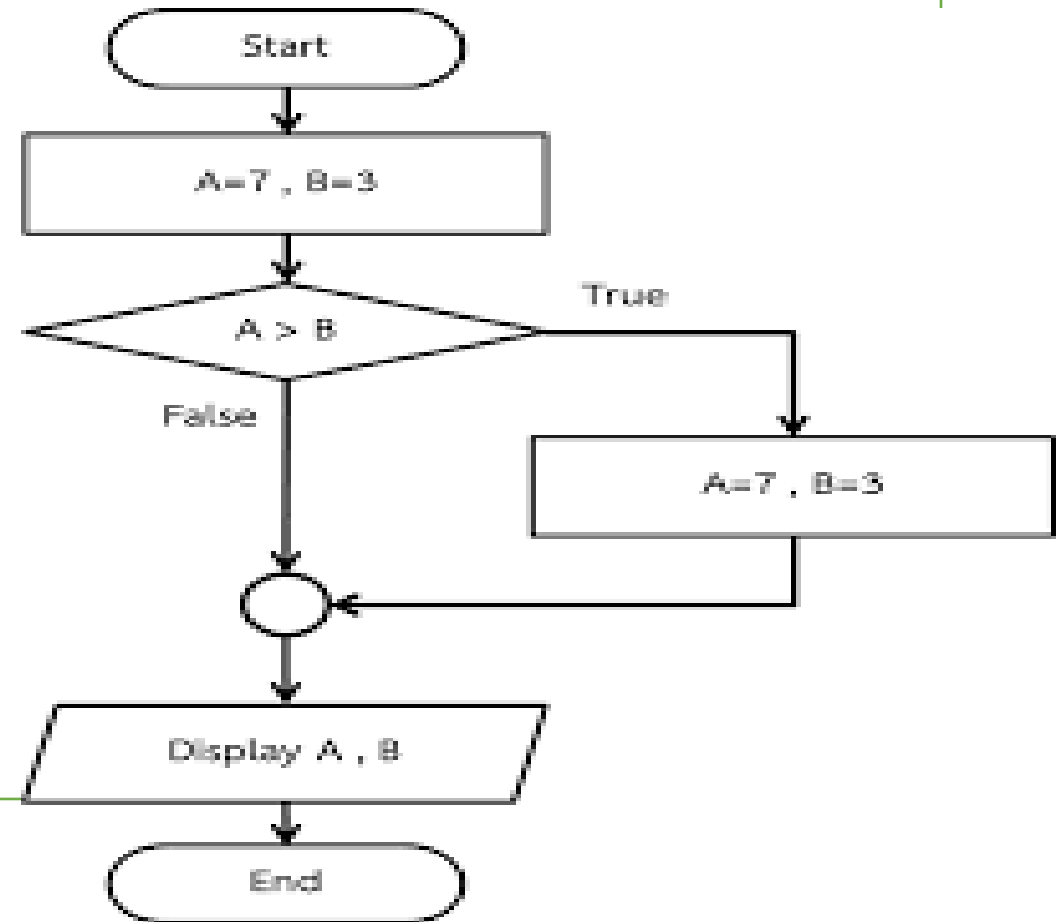 Start
A=7 , B=3
A > B
True
False
A=7 , B=3
Display A , B
End